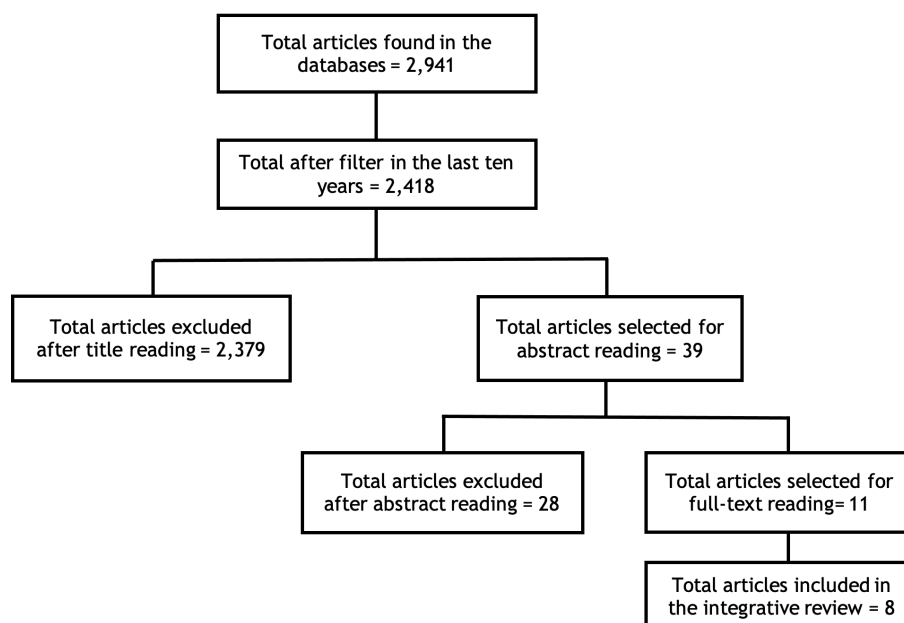 Total articles found in the
databases = 2,941
Total after filter in the last ten
years = 2,418
Total articles excluded
after title reading = 2,379
Total articles selected for
abstract reading = 39
Total articles excluded
after abstract reading = 28
Total articles selected for
full-text reading= 11
Total articles included in
the integrative review = 8